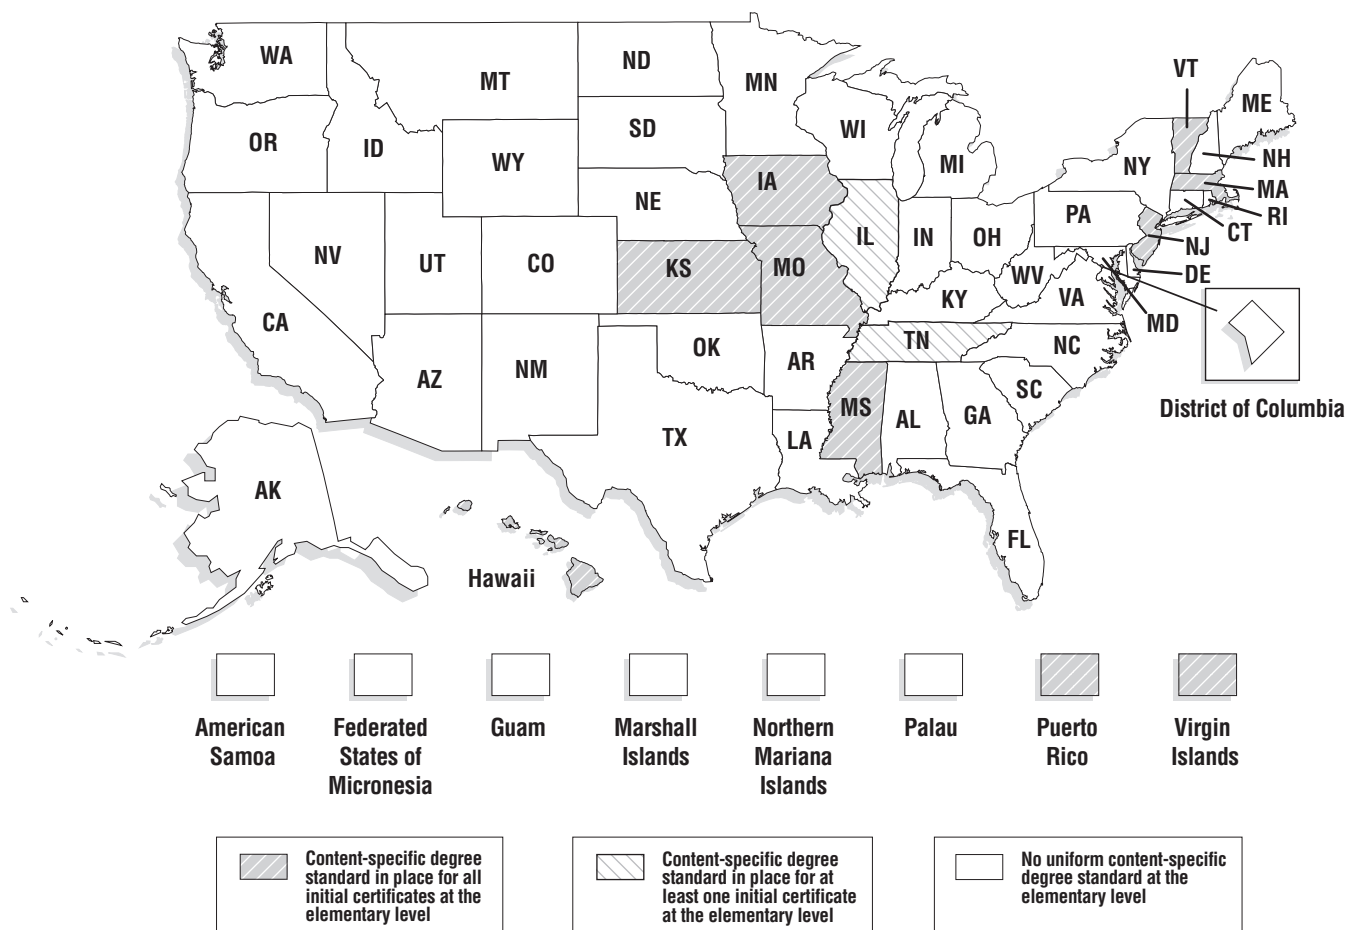 WA
MT
ND
MN
VT
ME
OR
ID
SD
WI
WY
MI
NY
NH
IA
MA
NE
RI
PA
CT
NV
UT
CO
KS
MO
IL
IN
OH
NJ
WV
DE
CA
KY
VA
MD
OK
TN
NC
AZ
NM
AR
SC
MS
AL
GA
District of Columbia
TX
LA
AK
FL
Hawaii
American
Samoa
Federated
States of
Micronesia
Guam
Marshall
Islands
Northern
Mariana
Islands
Palau
Puerto
Rico
Virgin
Islands
Content-specific degree
standard in place for all
initial certificates at the
elementary level
Content-specific degree
standard in place for at
least one initial certificate
at the elementary level
No uniform content-specific
degree standard at the
elementary level